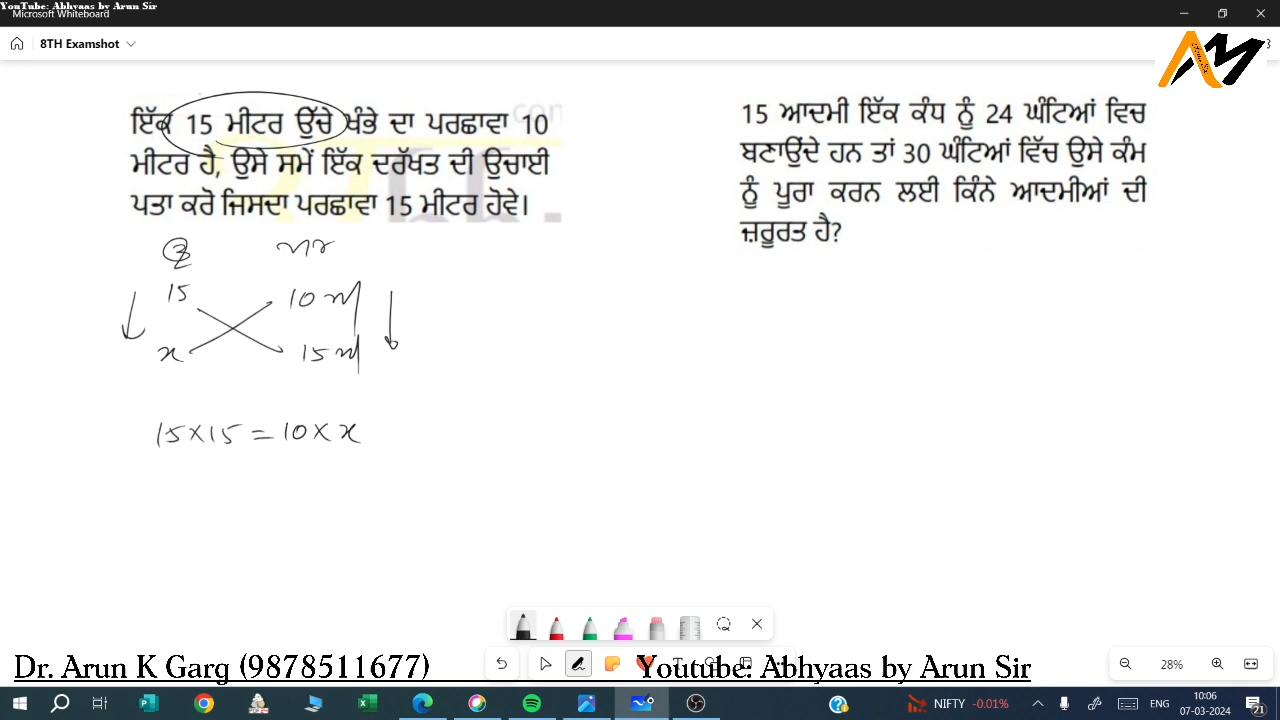 YouTube: Abhyaas by Arun Sir
Microsoft Whiteboard
8TH Examshot
ਇੱਕ 15 ਮੀਟਰ ਉੱਚੇ ਖੰਭੇ ਦਾ ਪਰਛਾਵਾ 10
ਮੀਟਰ ਹੈ, ਉਸੇ ਸਮੇਂ ਇੱਕ ਦਰੱਖਤ ਦੀ ਉਚਾਈ
ਪਤਾ ਕਰੋ ਜਿਸਦਾ ਪਰਛਾਵਾ 15 ਮੀਟਰ ਹੋਵੇ।
15 10 ਮੀ
x 15 ਮੀ
15×15=10×x
15 ਆਦਮੀ ਇੱਕ ਕੰਧ ਨੂੰ 24 ਘੰਟਿਆਂ ਵਿਚ
ਬਣਾਉਂਦੇ ਹਨ ਤਾਂ 30 ਘੰਟਿਆਂ ਵਿੱਚ ਉਸੇ ਕੰਮ
ਨੂੰ ਪੂਰਾ ਕਰਨ ਲਈ ਕਿੰਨੇ ਆਦਮੀਆਂ ਦੀ
ਜ਼ਰੂਰਤ ਹੈ?
Dr. Arun K Garg (9878511677) Youtube: Abhyaas by Arun Sir
28%
NIFTY -0.01% ENG 10:06
07-03-2024 21